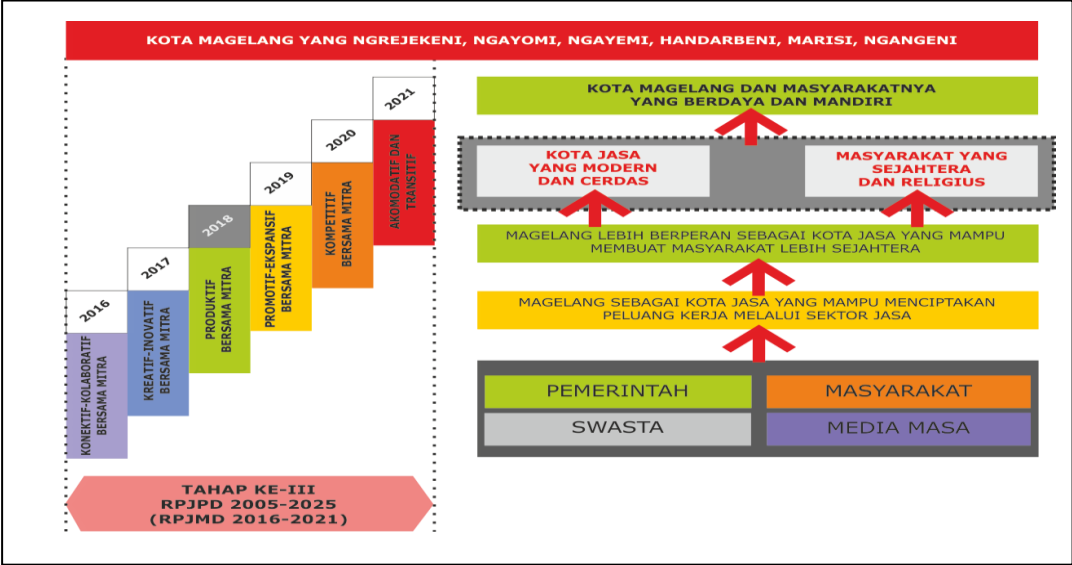 KOTA MAGELANG YANG NGREJEKENI, NGAYOMI, NGAYEMI, HANDARBENI, MARISI, NGANGENI
2016
KONEKTIF-KOLABORATIF
BERSAMA MITRA
2017
KREATIF-INOVATIF
BERSAMA MITRA
2018
PRODUKTIF
BERSAMA MITRA
2019
PROMOTIF-EKSPANSIF
BERSAMA MITRA
2020
KOMPETITIF
BERSAMA MITRA
2021
AKOMODATIF DAN
TRANSITIF
TAHAP KE-III
RPJPD 2005-2025
(RPJMD 2016-2021)
KOTA MAGELANG DAN MASYARAKATNYA
YANG BERDAYA DAN MANDIRI
KOTA JASA
YANG MODERN
DAN CERDAS
MASYARAKAT YANG
SEJAHTERA
DAN RELIGIUS
MAGELANG LEBIH BERPERAN SEBAGAI KOTA JASA YANG MAMPU
MEMBUAT MASYARAKAT LEBIH SEJAHTERA
MAGELANG SEBAGAI KOTA JASA YANG MAMPU MENCIPTAKAN
PELUANG KERJA MELALUI SEKTOR JASA
PEMERINTAH
MASYARAKAT
SWASTA
MEDIA MASA